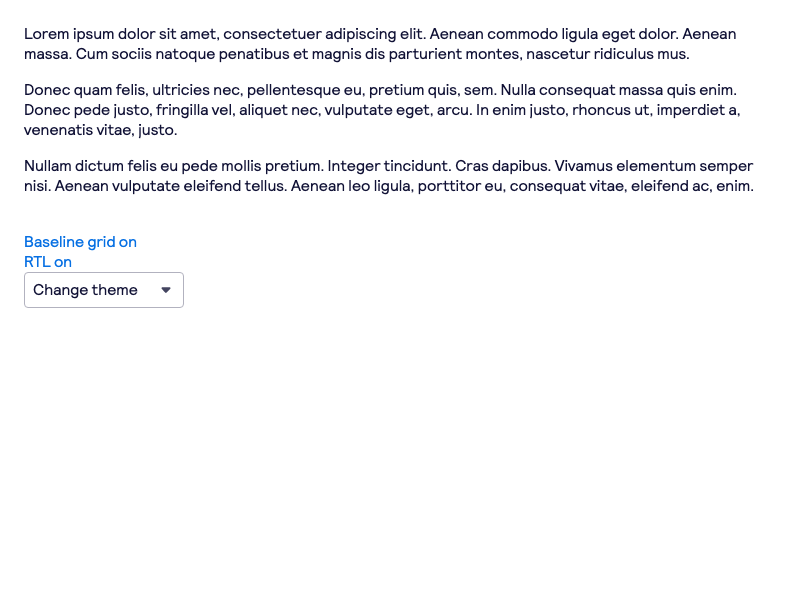 Lorem ipsum dolor sit amet, consectetuer adipiscing elit. Aenean commodo ligula eget dolor. Aenean
massa. Cum sociis natoque penatibus et magnis dis parturient montes, nascetur ridiculus mus.
Donec quam felis, ultricies nec, pellentesque eu, pretium quis, sem. Nulla consequat massa quis enim.
Donec pede justo, fringilla vel, aliquet nec, vulputate eget, arcu. In enim justo, rhoncus ut, imperdiet a,
venenatis vitae, justo.
Nullam dictum felis eu pede mollis pretium. Integer tincidunt. Cras dapibus. Vivamus elementum semper
nisi. Aenean vulputate eleifend tellus. Aenean leo ligula, porttitor eu, consequat vitae, eleifend ac, enim.
Baseline grid on
RTL on
Change theme